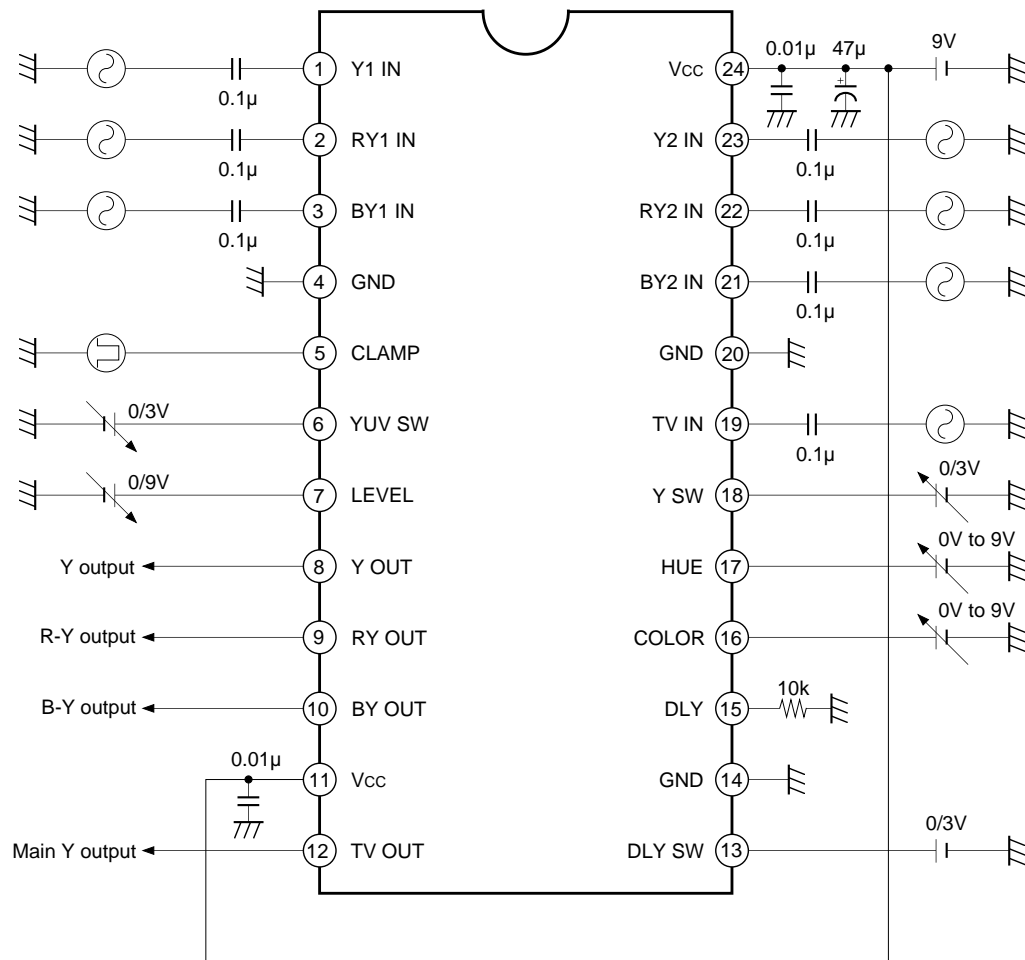 0.01µ 47µ 9V
1 Y1 IN Vcc 24
0.1µ
2 RY1 IN Y2 IN 23
0.1µ 0.1µ
3 BY1 IN RY2 IN 22
0.1µ 0.1µ
4 GND BY2 IN 21
0.1µ
5 CLAMP GND 20
0/3V
6 YUV SW TV IN 19
0.1µ
0/9V 0/3V
7 LEVEL Y SW 18
0V to 9V
Y output 8 Y OUT HUE 17
0V to 9V
R-Y output 9 RY OUT COLOR 16
10k
B-Y output 10 BY OUT DLY 15
0.01µ
11 Vcc GND 14
0/3V
Main Y output 12 TV OUT DLY SW 13